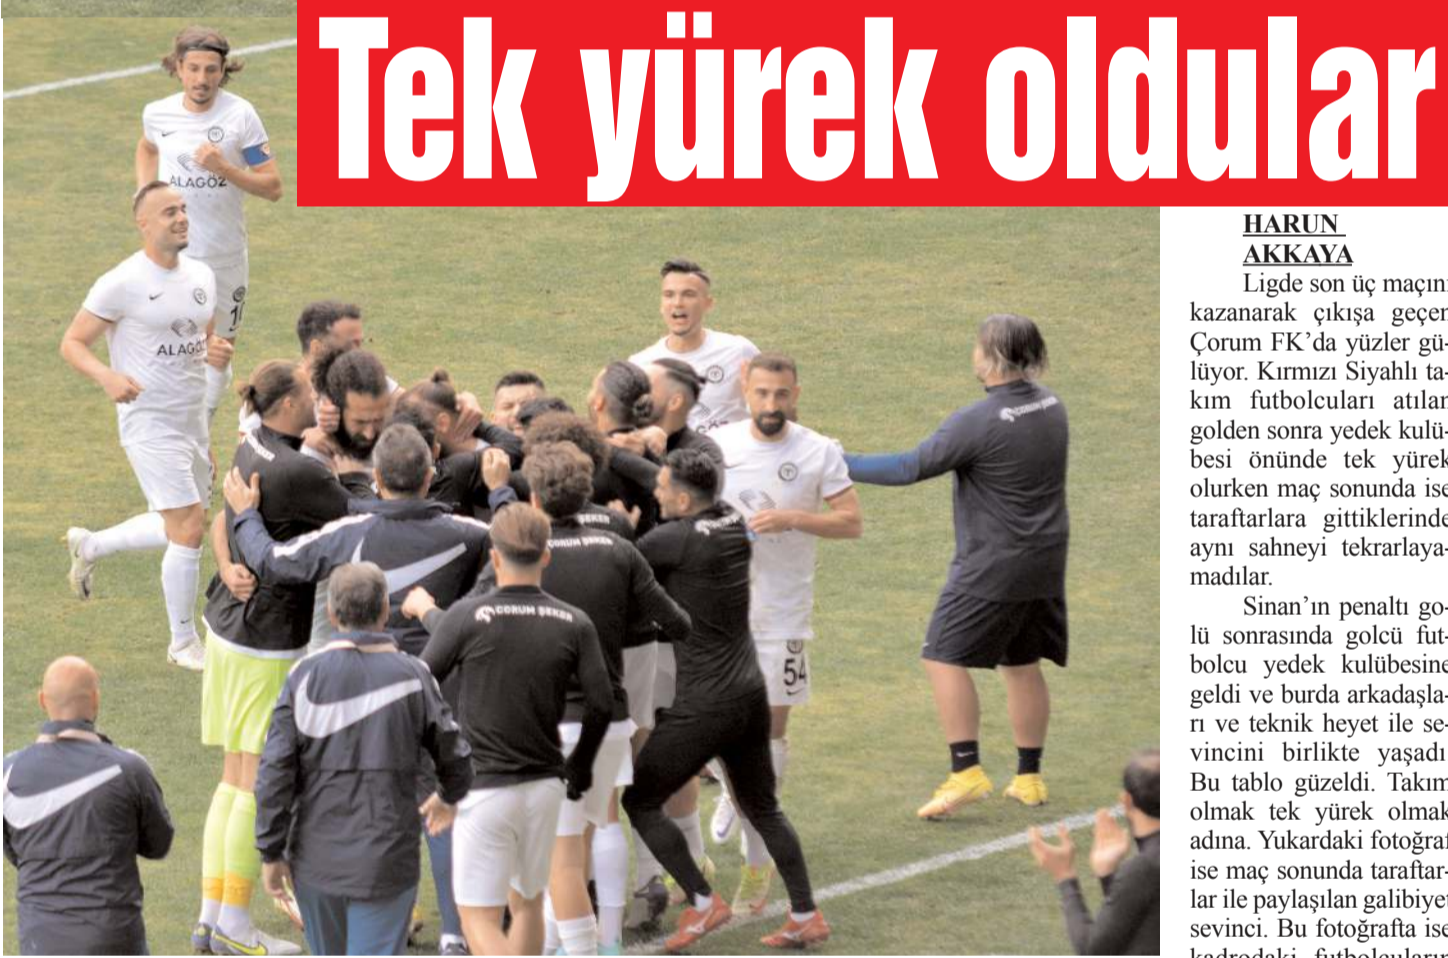 Tek yürek oldular
HARUN
AKKAYA
Ligde son üç maçını
kazanarak çıkışa geçen
Çorum FK’da yüzler gü-
lüyor. Kırmızı Siyahlı ta-
kım futbolcuları atılan
golden sonra yedek kulü-
besi önünde tek yürek
olurken maç sonunda ise
taraftarlara gittiklerinde
aynı sahneyi tekrarlaya-
madılar.
Sinan’ın penaltı go-
lü sonrasında golcü fut-
bolcu yedek kulübesine
geldi ve burda arkadaşla-
rı ve teknik heyet ile se-
vincini birlikte yaşadı.
Bu tablo güzeldi. Takım
olmak tek yürek olmak
adına. Yukardaki fotoğraf
ise maç sonunda taraftar-
lar ile paylaşılan galibiyet
sevinci. Bu fotoğrafta ise
kadrodaki futbolcuların
ALAGÖZ
ALAGÖZ
ÇORUM ŞEKER
ŞEKER
ÇORUM ŞEKER
ÇORUM ŞEKER
54